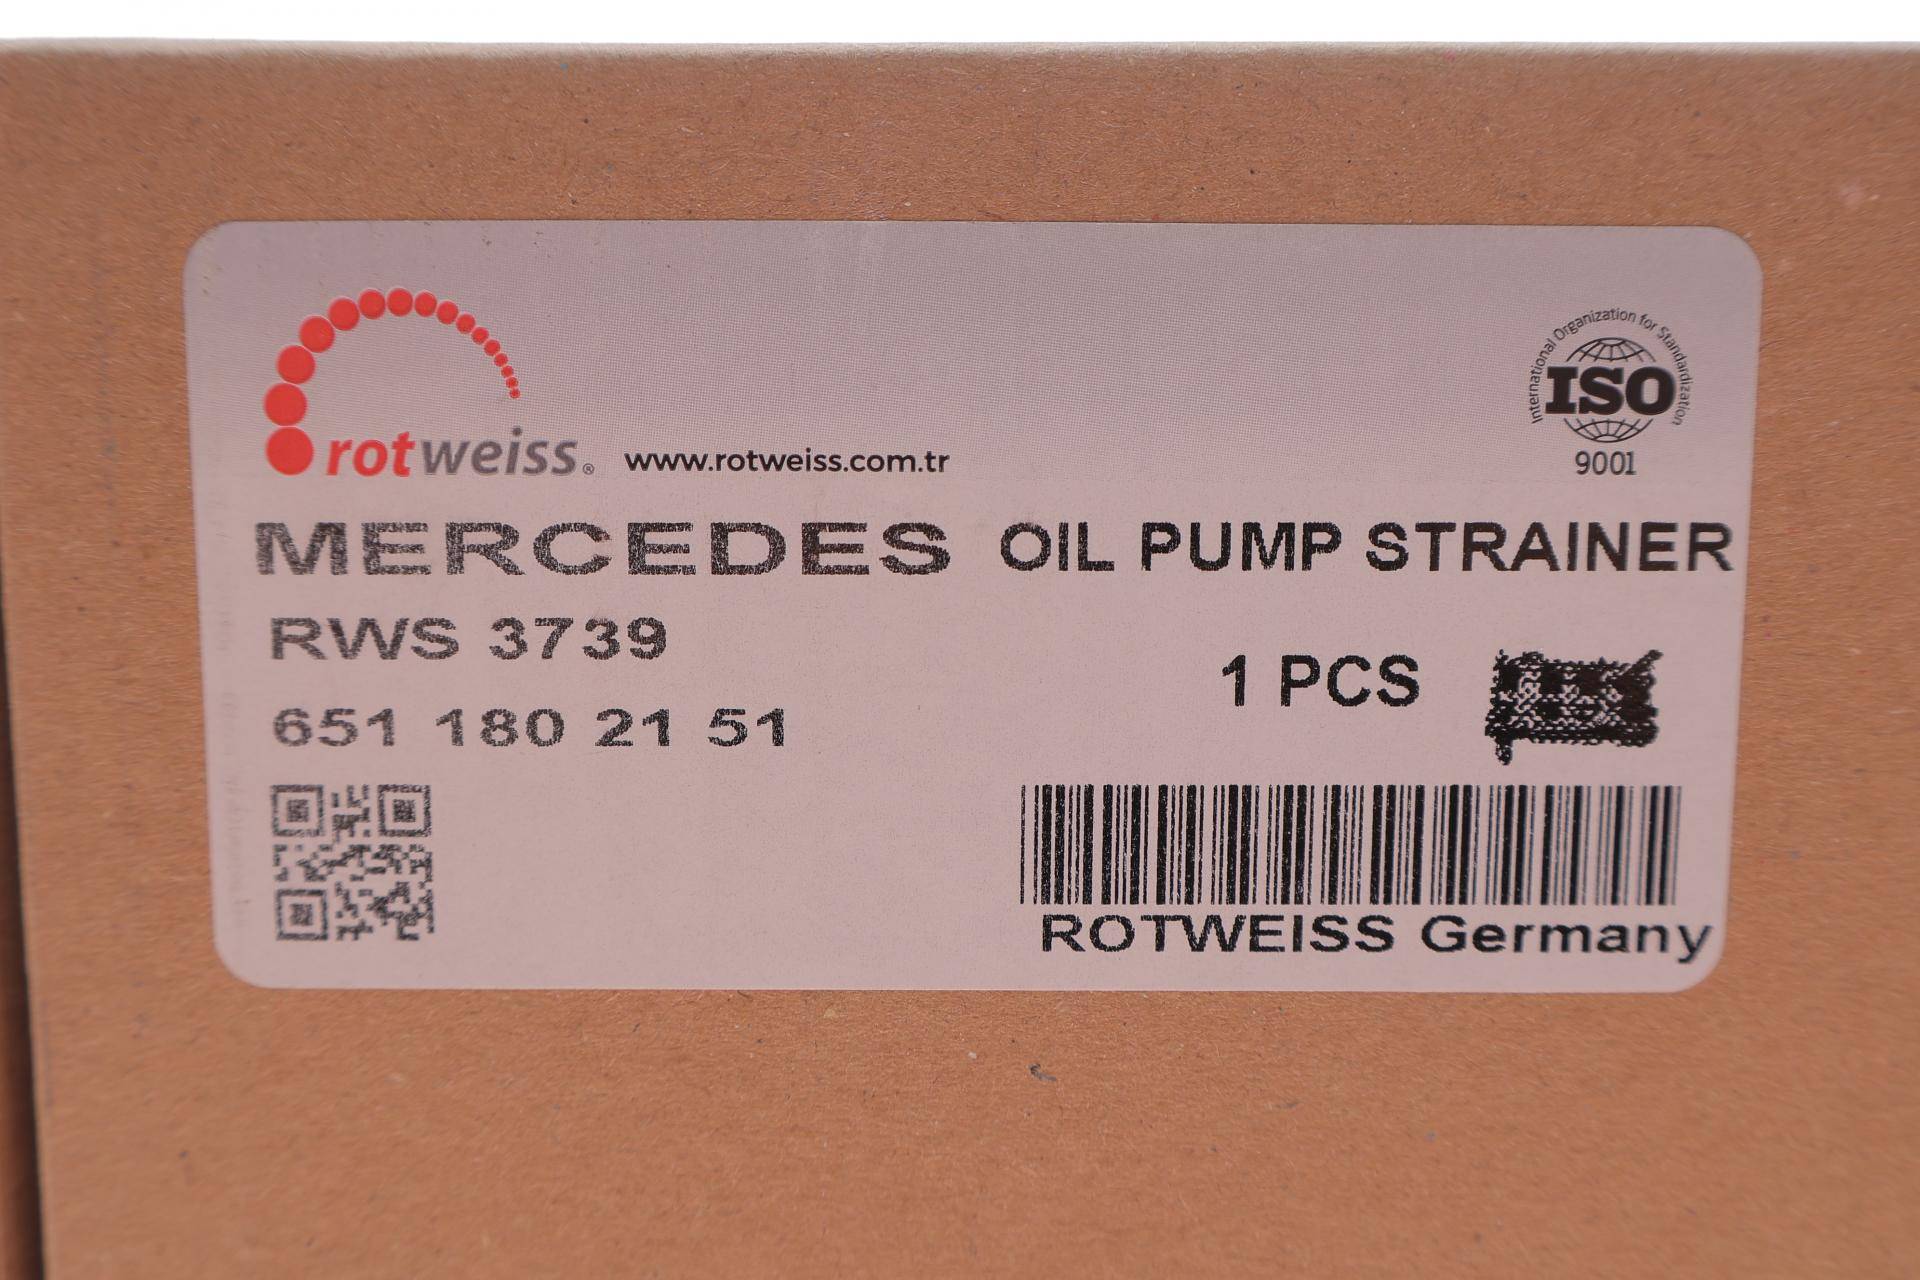 International Organization for Standardization
ISO
9001
rotweiss® www.rotweiss.com.tr
MERCEDES OIL PUMP STRAINER
RWS 3739
1 PCS
651 180 21 51
ROTWEISS Germany